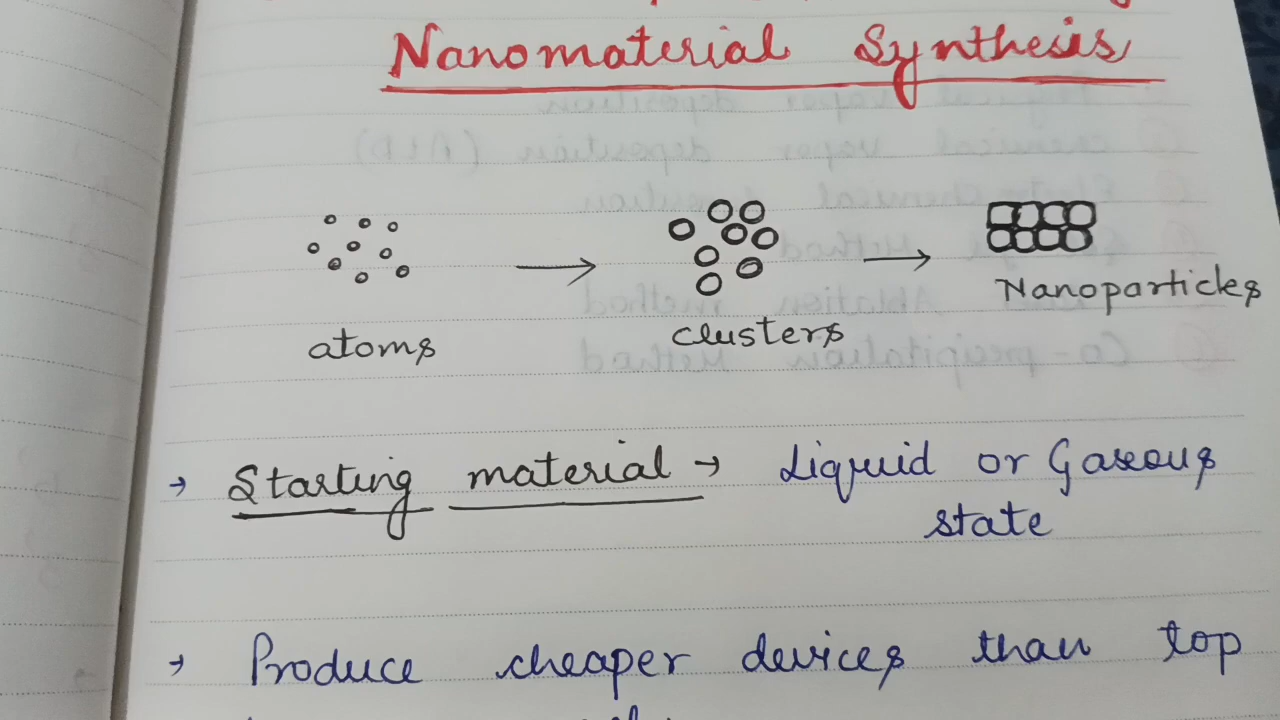 Nanomaterial Synthesis
Nanoparticles
atoms
clusters
→ Starting material → Liquid or Gaseous
state
→ Produce cheaper devices than top